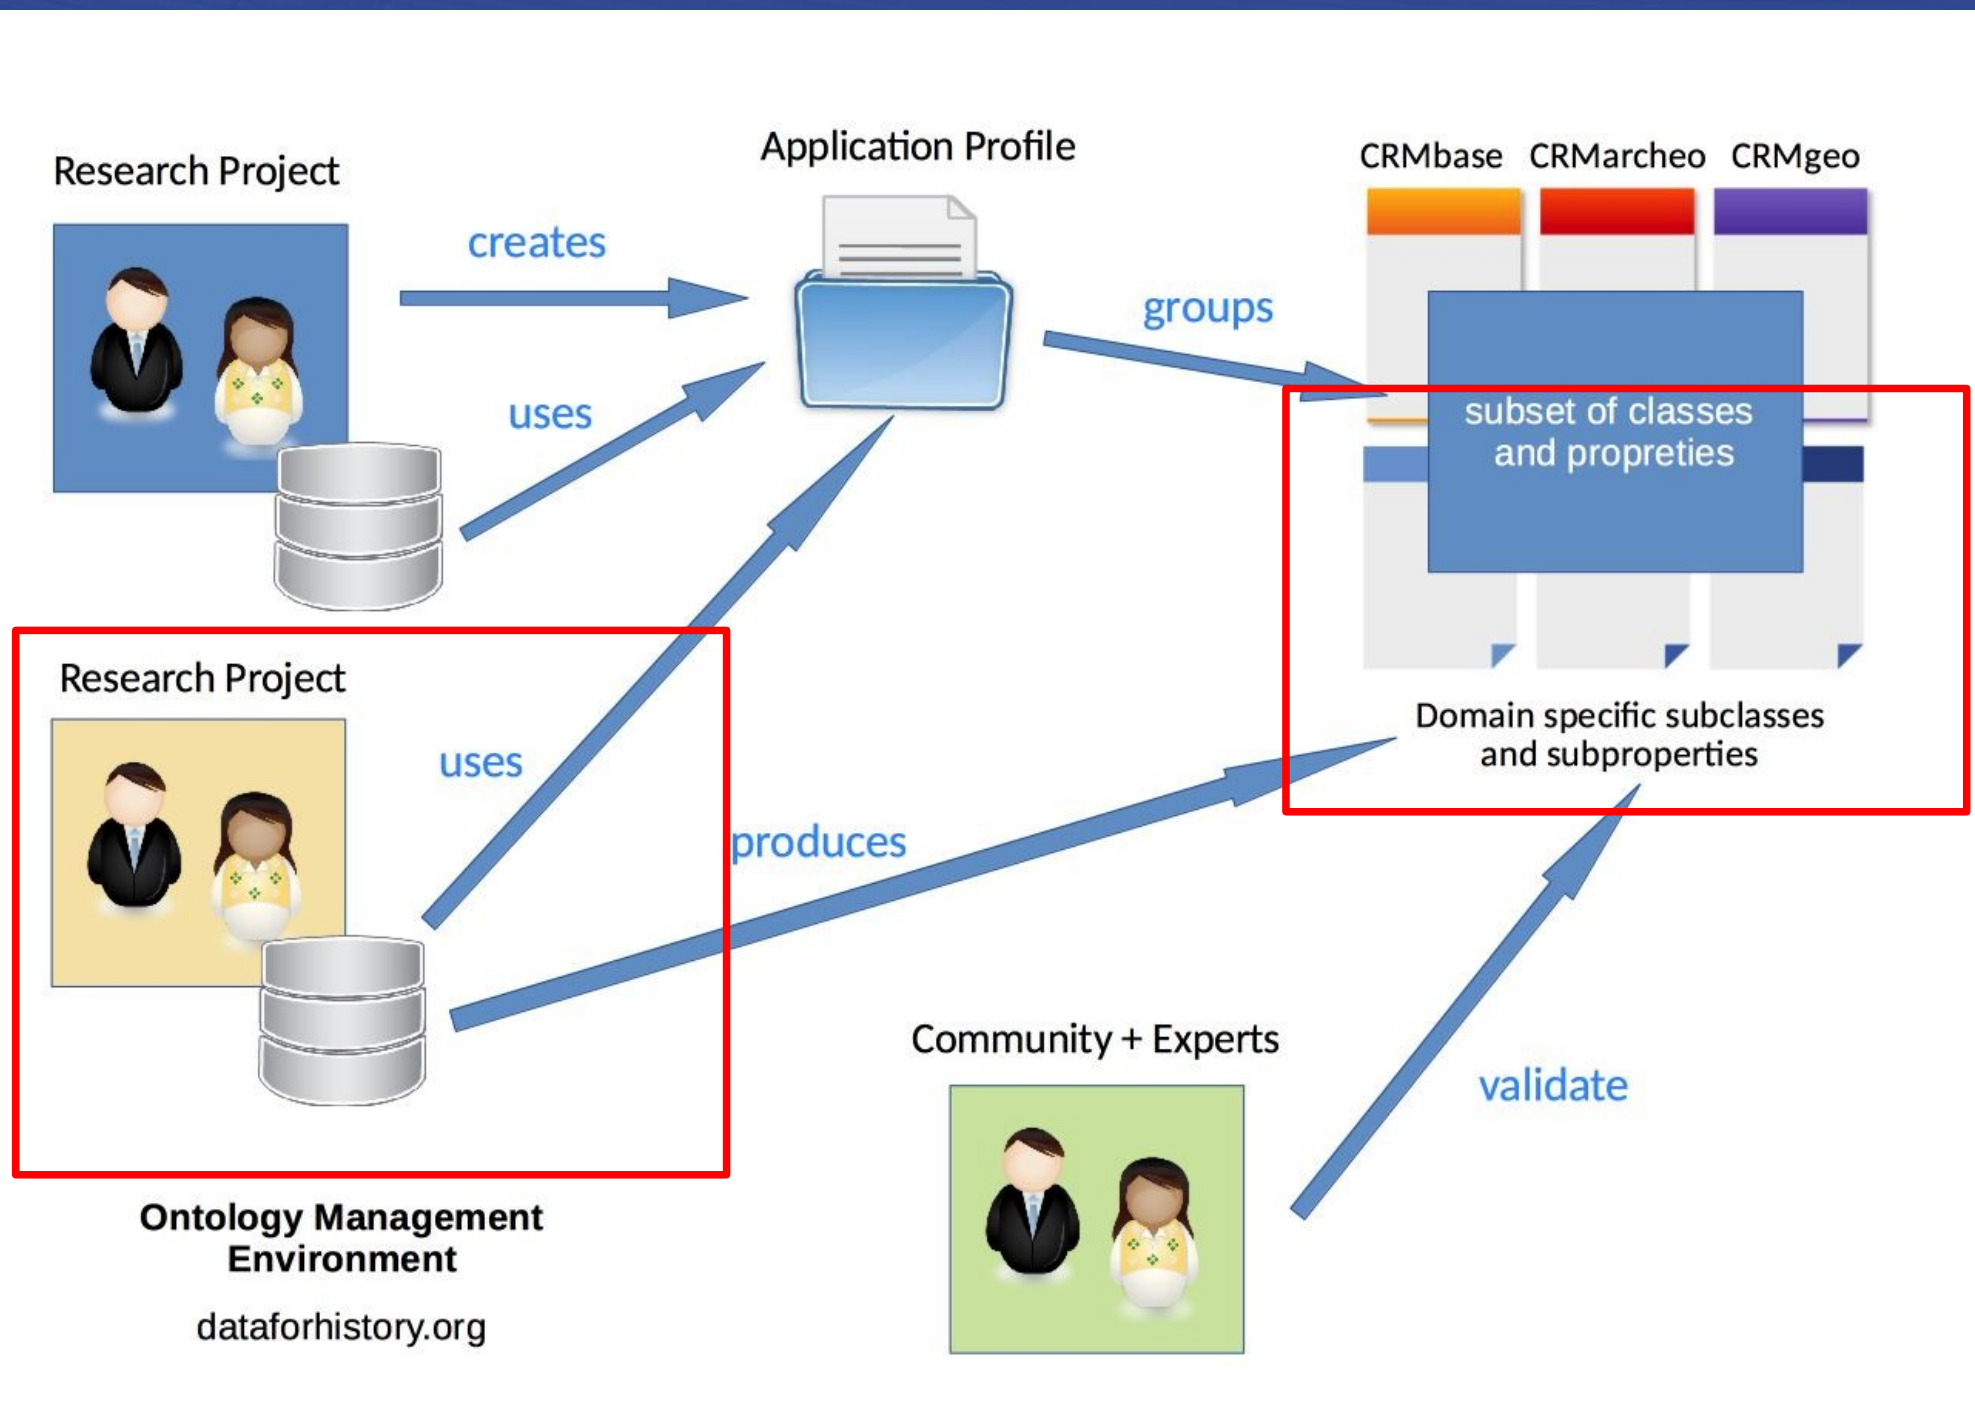 Research Project
creates
uses
Application Profile
groups
CRMbase CRMarcheo CRMgeo
subset of classes
and propreties
Research Project
uses
produces
Domain specific subclasses
and subproperties
Community + Experts
validate
Ontology Management
Environment
dataforhistory.org